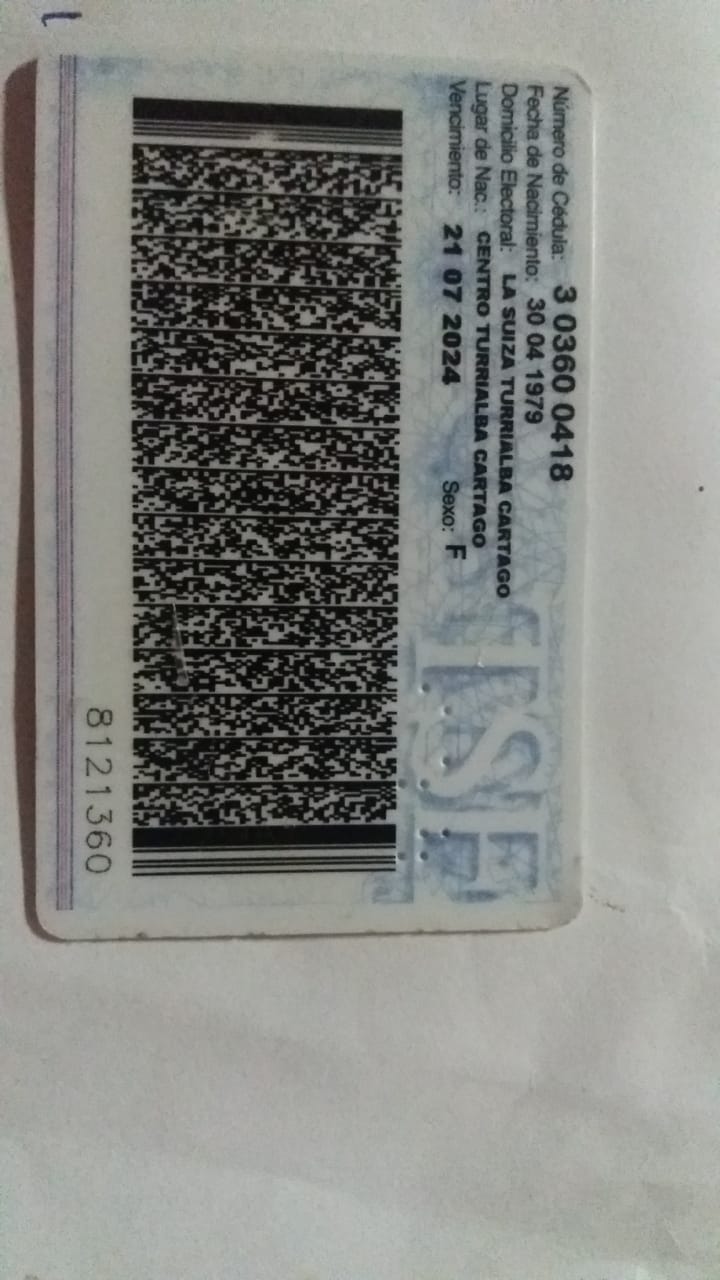 Número de Cédula: 3 0360 0418
Fecha de Nacimiento: 30 04 1979
Domicilio Electoral: LA SUIZA TURRIALBA CARTAGO
Lugar de Nac.: CENTRO TURRIALBA CARTAGO
Vencimiento: 21 07 2024 Sexo: F
8121360